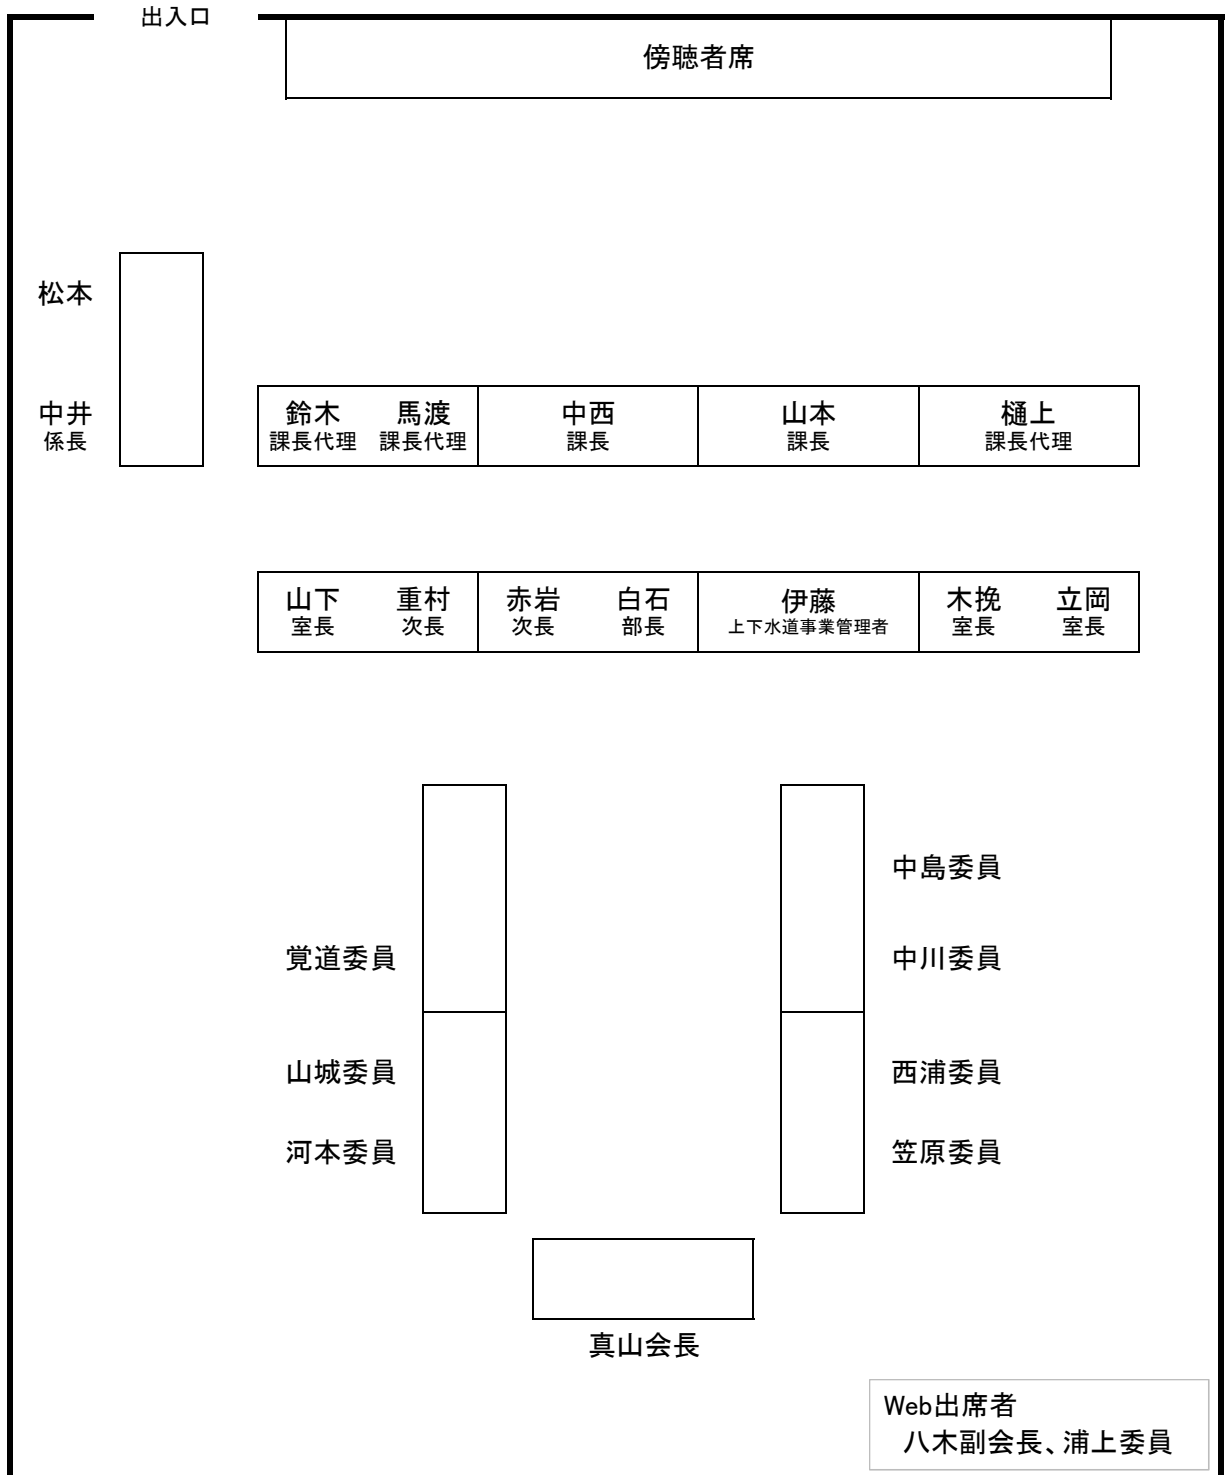 出入口
傍聴者席
松本
中井
係長
鈴木 馬渡 中西 山本 樋上
課長代理 課長代理 課長 課長 課長代理
山下 重村 赤岩 白石 伊藤 木挽 立岡
室長 次長 次長 部長 上下水道事業管理者 室長 室長
中島委員
覚道委員 中川委員
山城委員 西浦委員
河本委員 笠原委員
真山会長
Web出席者
八木副会長、浦上委員